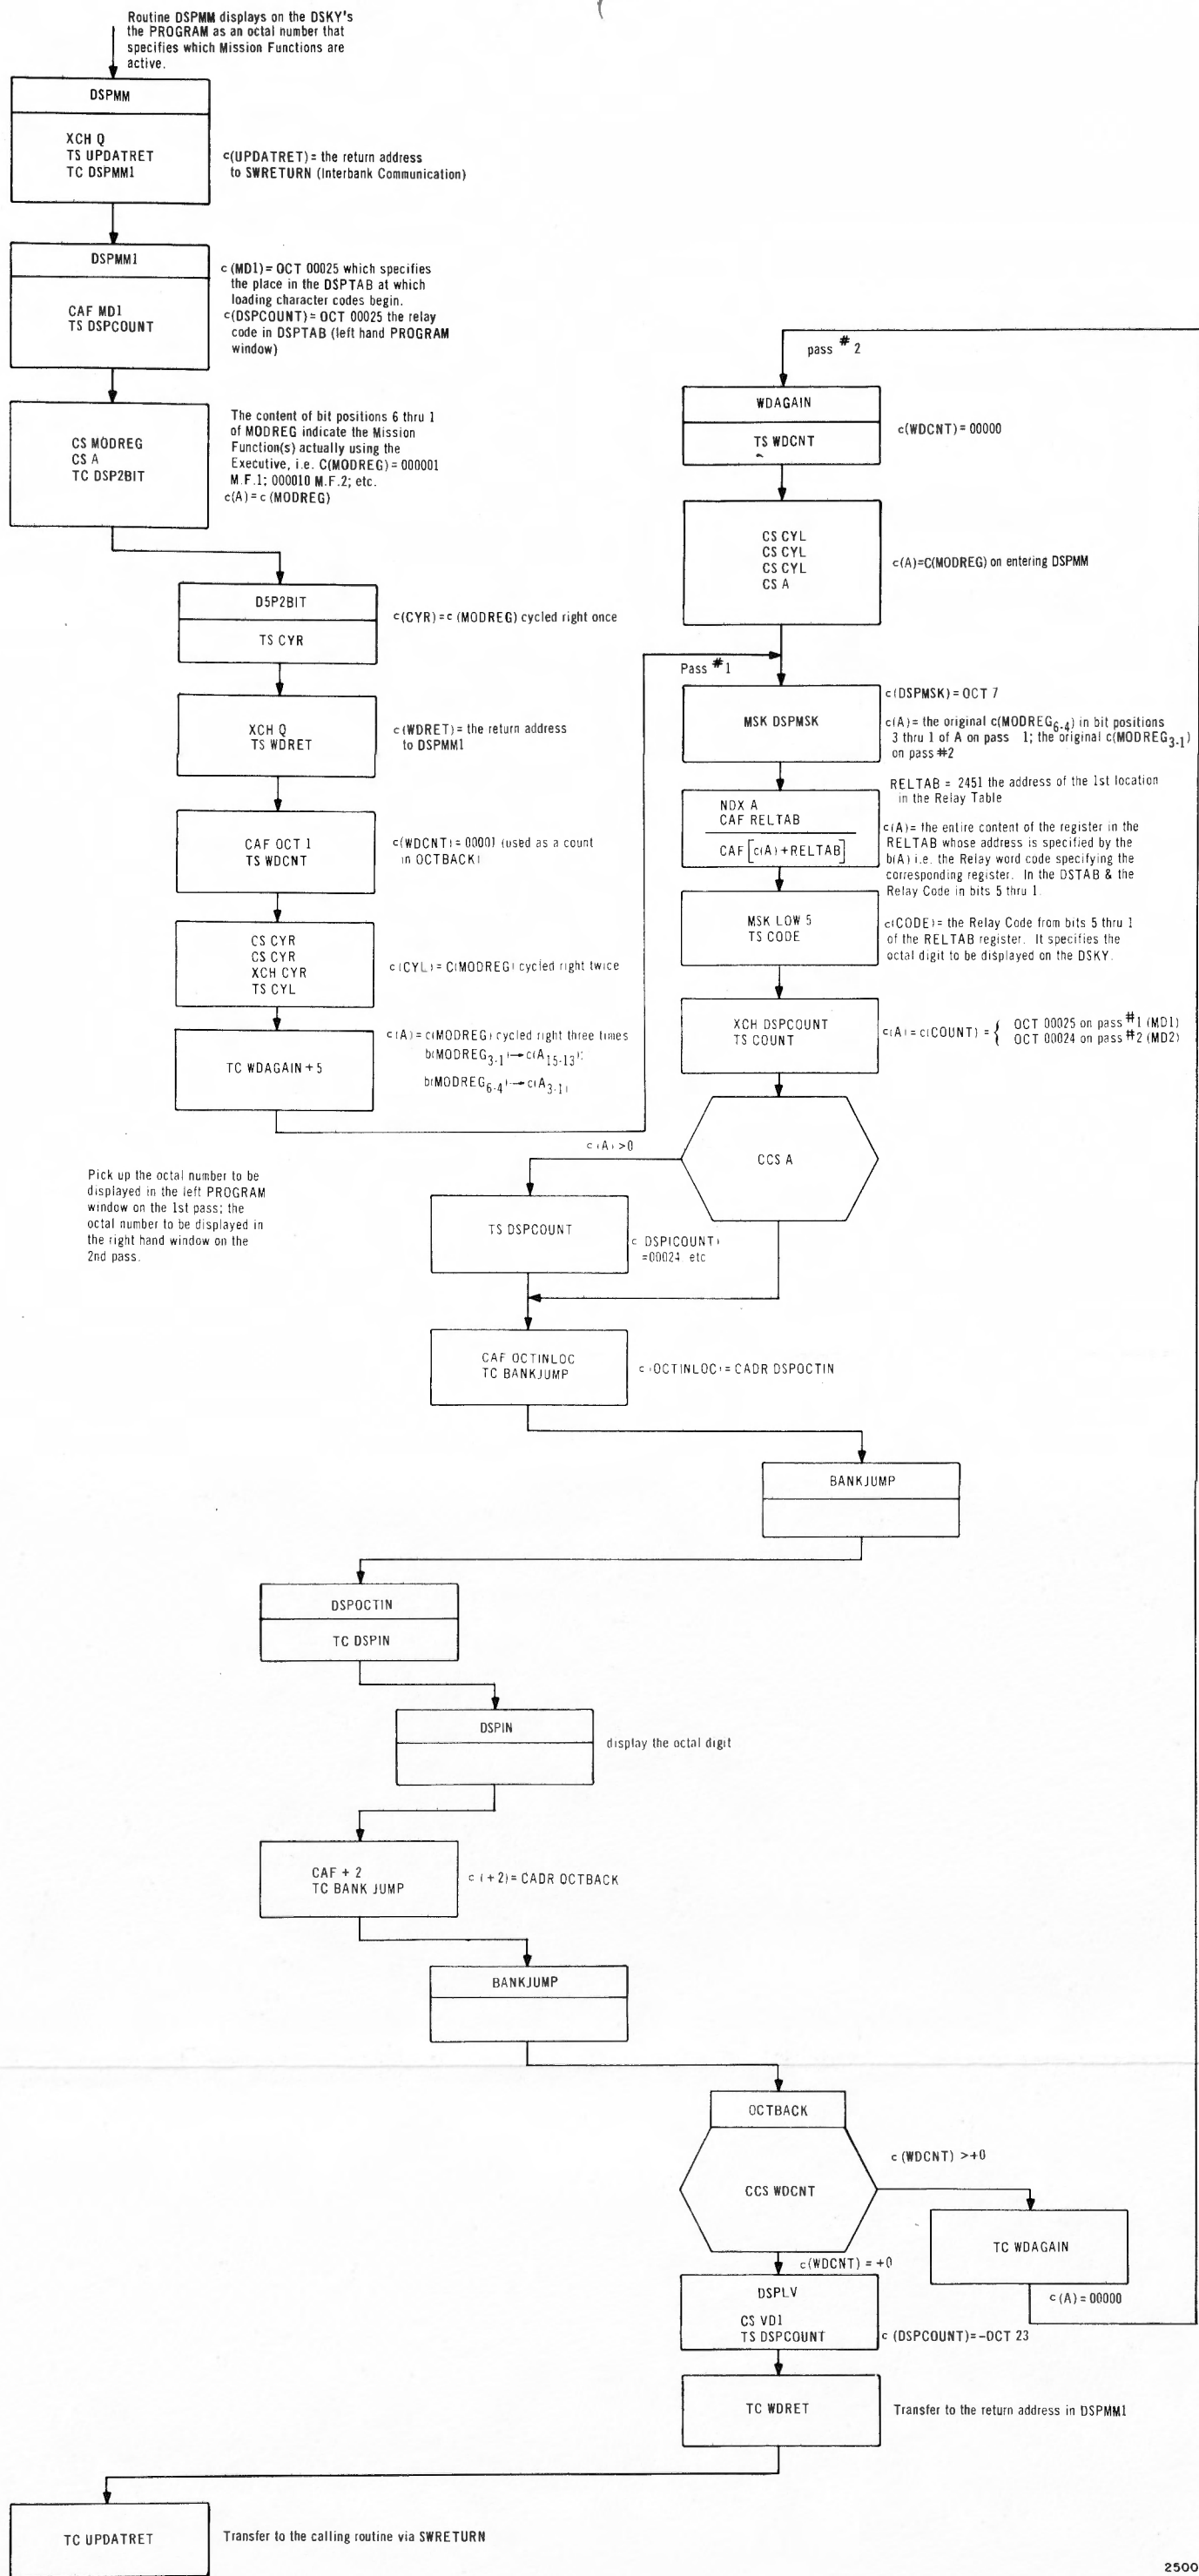 Routine DSPMM displays on the DSKY's
the PROGRAM as an octal number that
specifies which Mission Functions are
active.
DSPMM
XCH Q
TS UPDATRET
TC DSPMM1
c(UPDATRET)= the return address
to SWRETURN (Interbank Communication)
DSPMM1
CAF MD1
TS DSPCOUNT
c(MD1)= OCT 00025 which specifies
the place in the DSPTAB at which
loading character codes begin.
c(DSPCOUNT)= OCT 00025 the relay
code in DSPTAB (left hand PROGRAM
window)
CS MODREG
CS A
TC DSP2BIT
The content of bit positions 6 thru 1
of MODREG indicate the Mission
Function(s) actually using the
Executive, i.e. C(MODREG)= 000001
M.F.1; 000010 M.F.2; etc.
c(A)= c (MODREG)
D5P2BIT
TS CYR
c(CYR)= c (MODREG) cycled right once
XCH Q
TS WDRET
c(WDRET)= the return address
to DSPMM1
CAF OCT 1
TS WDCNT
c(WDCNT)= 00001 (used as a count
in OCTBACK)
CS CYR
CS CYR
XCH CYR
TS CYL
c(CYL)= C(MODREG) cycled right twice
TC WDAGAIN + 5
c(A)= c(MODREG) cycled right three times
b(MODREG3-1)→c(A15-13);
b(MODREG6-4)→c(A3-1)
pass # 2
WDAGAIN
TS WDCNT
c(WDCNT)= 00000
CS CYL
CS CYL
CS CYL
CS A
c(A)=C(MODREG) on entering DSPMM
Pass #1
MSK DSPMSK
c(DSPMSK)= OCT 7
c(A)= the original c(MODREG6-4) in bit positions
3 thru 1 of A on pass 1; the original c(MODREG3-1)
on pass #2
NDX A
CAF RELTAB
CAF [c(A)+RELTAB]
RELTAB = 2451 the address of the 1st location
in the Relay Table
c(A)= the entire content of the register in the
RELTAB whose address is specified by the
b(A) i.e. the Relay word code specifying the
corresponding register. In the DSTAB & the
Relay Code in bits 5 thru 1.
MSK LOW 5
TS CODE
c(CODE)= the Relay Code from bits 5 thru 1
of the RELTAB register. It specifies the
octal digit to be displayed on the DSKY.
XCH DSPCOUNT
TS COUNT
c(A)= c(COUNT) = { OCT 00025 on pass #1 (MD1)
OCT 00024 on pass #2 (MD2)
CCS A
c(A)>0
Pick up the octal number to be
displayed in the left PROGRAM
window on the 1st pass; the
octal number to be displayed in
the right hand window on the
2nd pass.
TS DSPCOUNT
c DSP(COUNT)
=00024 etc
CAF OCTINLOC
TC BANKJUMP
c(OCTINLOC)= CADR DSPOCTIN
BANKJUMP
DSPOCTIN
TC DSPIN
DSPIN
display the octal digit
CAF + 2
TC BANK JUMP
c (+2)= CADR OCTBACK
BANKJUMP
OCTBACK
CCS WDCNT
c (WDCNT) >+0
TC WDAGAIN
c (A)= 00000
c(WDCNT) = +0
DSPLV
CS VD1
TS DSPCOUNT
c (DSPCOUNT)=-OCT 23
TC WDRET
Transfer to the return address in DSPMM1
TC UPDATRET
Transfer to the calling routine via SWRETURN
2500